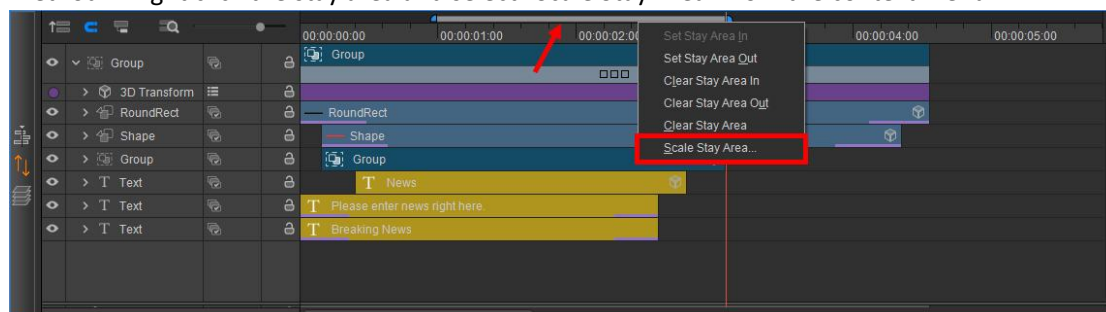 00:00:00:00 00:00:01:00 00:00:02:00 00:00:04:00 00:00:05:00
Set Stay Area In
Set Stay Area Out
Clear Stay Area In
Clear Stay Area Out
Clear Stay Area
Scale Stay Area...
Group Group
3D Transform
RoundRect RoundRect
Shape Shape
Group Group
T Text T News
T Text T Please enter news right here.
T Text T Breaking News